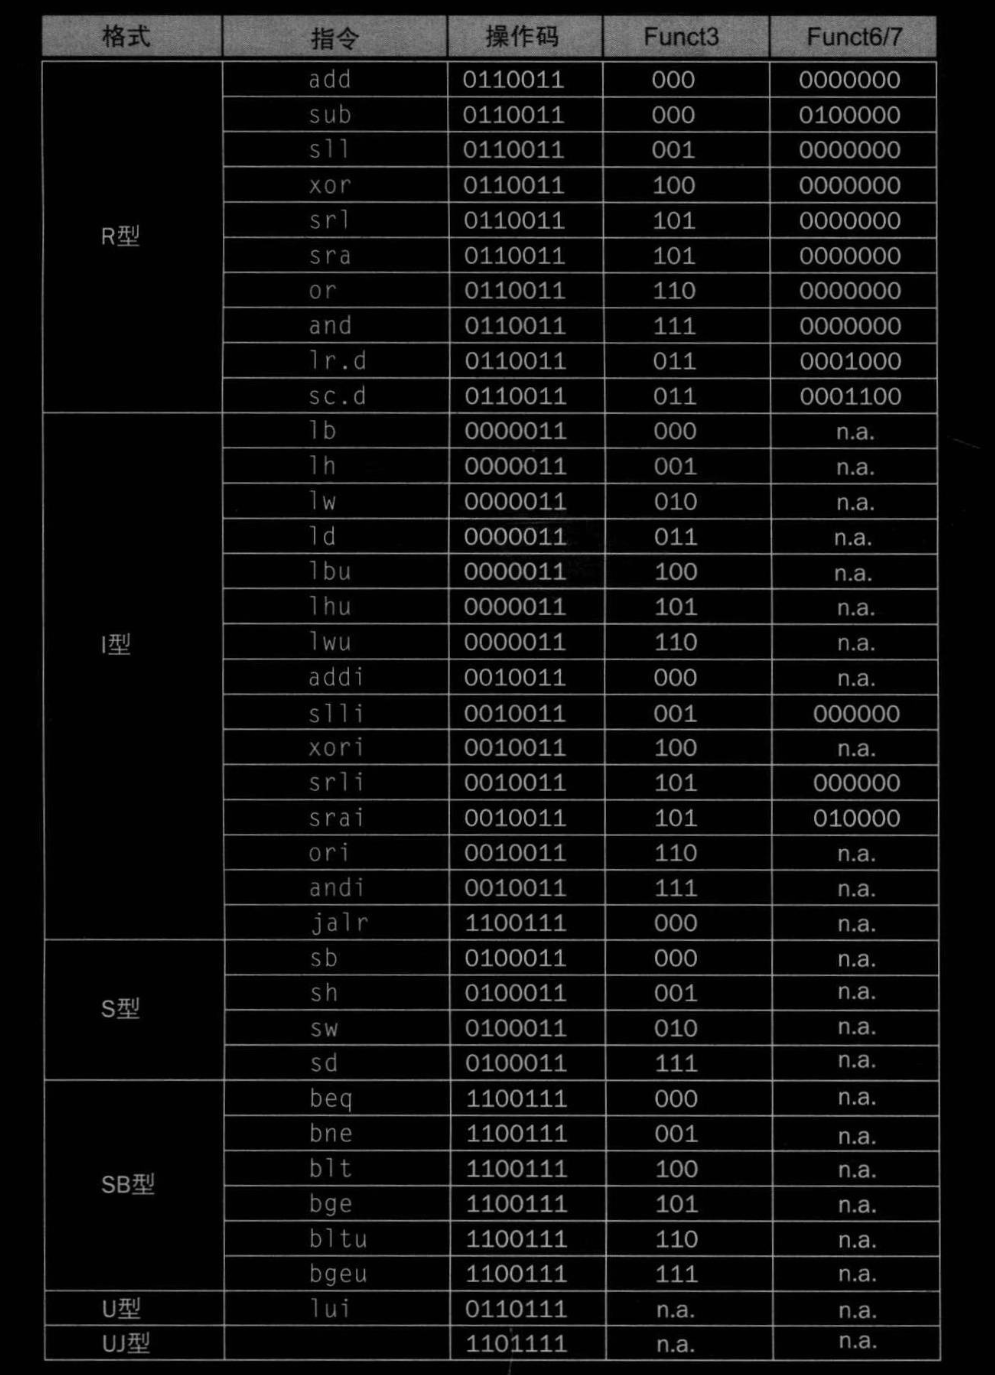 格式 指令 操作码 Funct3 Funct6/7
add 0110011 000 0000000
sub 0110011 000 0100000
sll 0110011 001 0000000
xor 0110011 100 0000000
srl 0110011 101 0000000
R型
sra 0110011 101 0000000
or 0110011 110 0000000
and 0110011 111 0000000
lr.d 0110011 011 0001000
sc.d 0110011 011 0001100
lb 0000011 000 n.a.
lh 0000011 001 n.a.
lw 0000011 010 n.a.
ld 0000011 011 n.a.
lbu 0000011 100 n.a.
lhu 0000011 101 n.a.
I型 lwu 0000011 110 n.a.
addi 0010011 000 n.a.
slli 0010011 001 000000
xori 0010011 100 n.a.
srli 0010011 101 000000
srai 0010011 101 010000
ori 0010011 110 n.a.
andi 0010011 111 n.a.
jalr 1100111 000 n.a.
sb 0100011 000 n.a.
sh 0100011 001 n.a.
S型
sw 0100011 010 n.a.
sd 0100011 111 n.a.
beq 1100111 000 n.a.
bne 1100111 001 n.a.
blt 1100111 100 n.a.
SB型
bge 1100111 101 n.a.
bltu 1100111 110 n.a.
bgeu 1100111 111 n.a.
U型 lui 0110111 n.a. n.a.
UJ型 1101111 n.a. n.a.